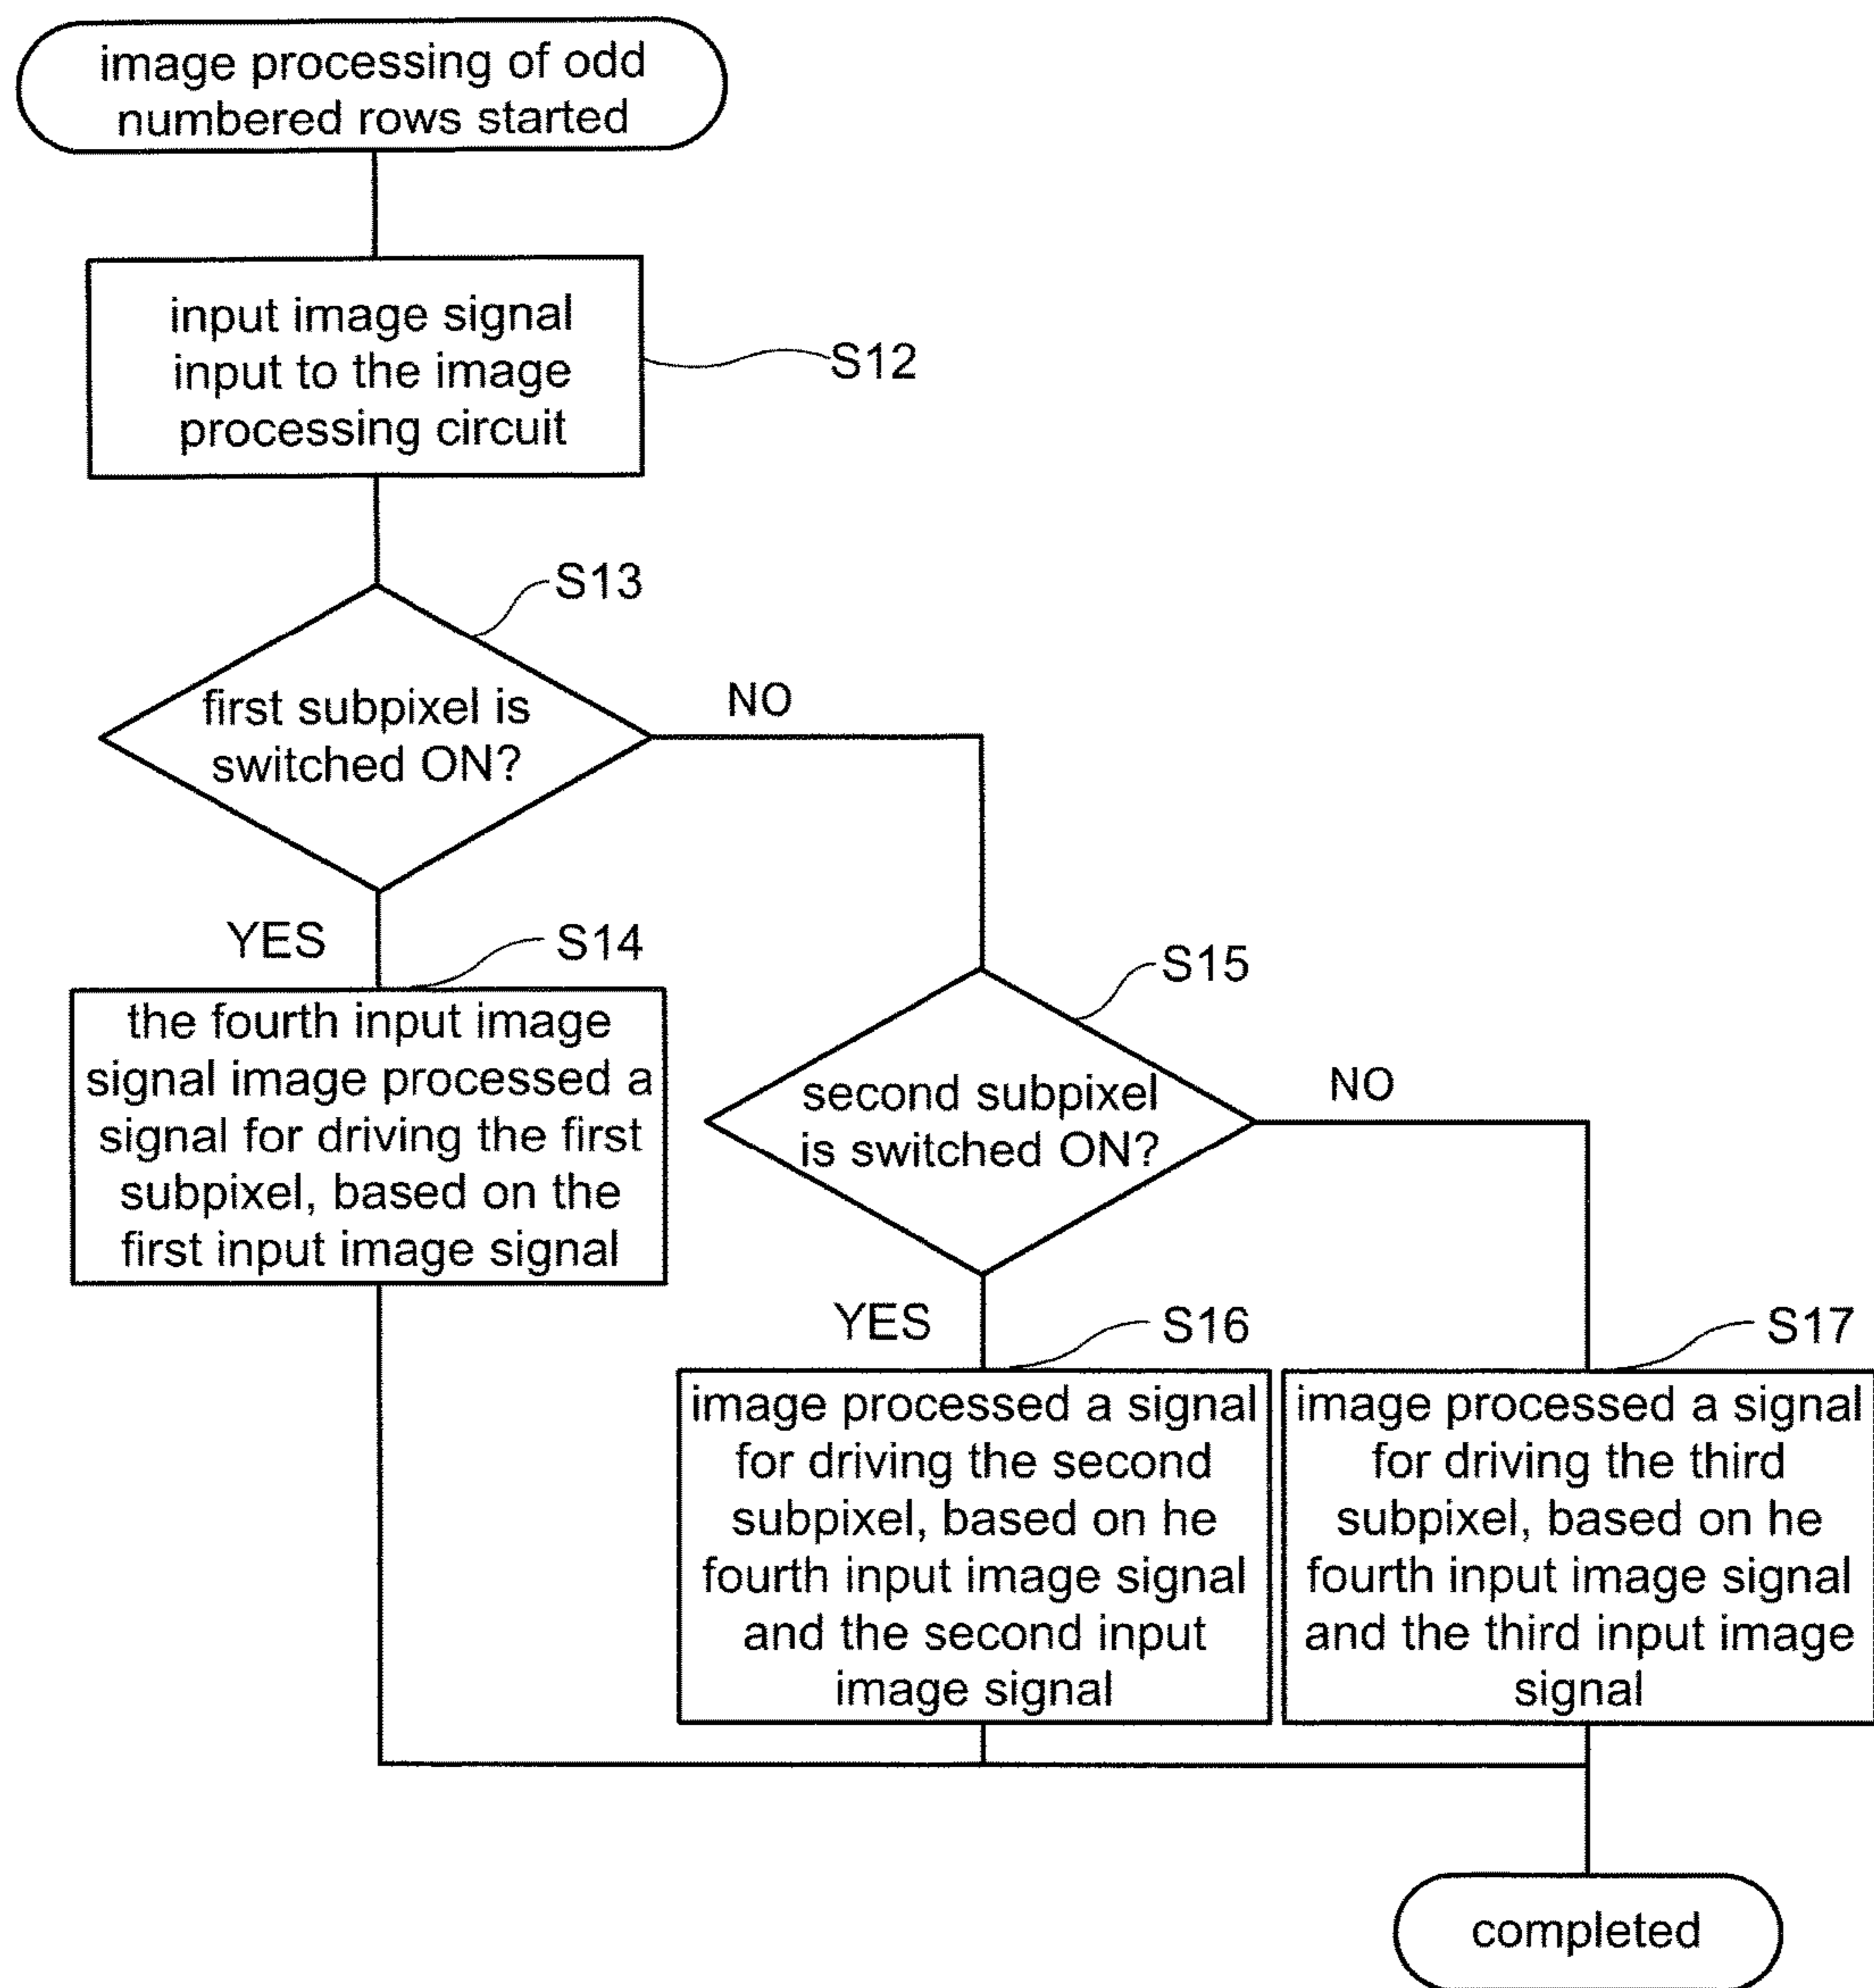 image processing of odd
numbered rows started
input image signal
input to the image
processing circuit
S12
S13
first subpixel is
switched ON?
NO
YES
S14
the fourth input image
signal image processed a
signal for driving the first
subpixel, based on the
first input image signal
S15
second subpixel
is switched ON?
NO
YES
S16
image processed a signal
for driving the second
subpixel, based on he
fourth input image signal
and the second input
image signal
S17
image processed a signal
for driving the third
subpixel, based on he
fourth input image signal
and the third input image
signal
completed